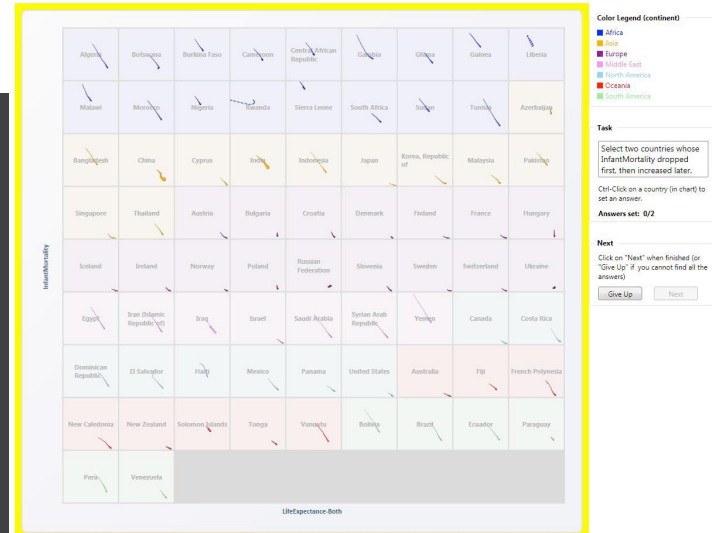 Algeria
Botswana
Burkina Faso
Cameroon
Central African
Republic
Gambia
Ghana
Guinea
Liberia
Malawi
Morocco
Nigeria
Rwanda
Sierra Leone
South Africa
Sudan
Tunisia
Azerbaijan
Bangladesh
China
Cyprus
India
Indonesia
Japan
Korea, Republic
of
Malaysia
Pakistan
Singapore
Thailand
Austria
Bulgaria
Croatia
Denmark
Finland
France
Hungary
Iceland
Ireland
Norway
Poland
Russian
Federation
Slovenia
Sweden
Switzerland
Ukraine
Egypt
Iran (Islamic
Republic of)
Iraq
Israel
Saudi Arabia
Syrian Arab
Republic
Yemen
Canada
Costa Rica
Dominican
Republic
El Salvador
Haiti
Mexico
Panama
United States
Australia
Fiji
French Polynesia
New Caledonia
New Zealand
Solomon Islands
Tonga
Vanuatu
Bolivia
Brazil
Ecuador
Paraguay
Peru
Venezuela
InfantMortality
LifeExpectance-Both
Color Legend (continent)
Africa
Asia
Europe
Middle East
North America
Oceania
South America
Task
Select two countries whose
InfantMortality dropped
first, then increased later.
Ctrl-Click on a country (in chart) to
set an answer.
Answers set: 0/2
Next
Click on "Next" when finished (or
"Give Up" if you cannot find all the
answers)
Give Up
Next